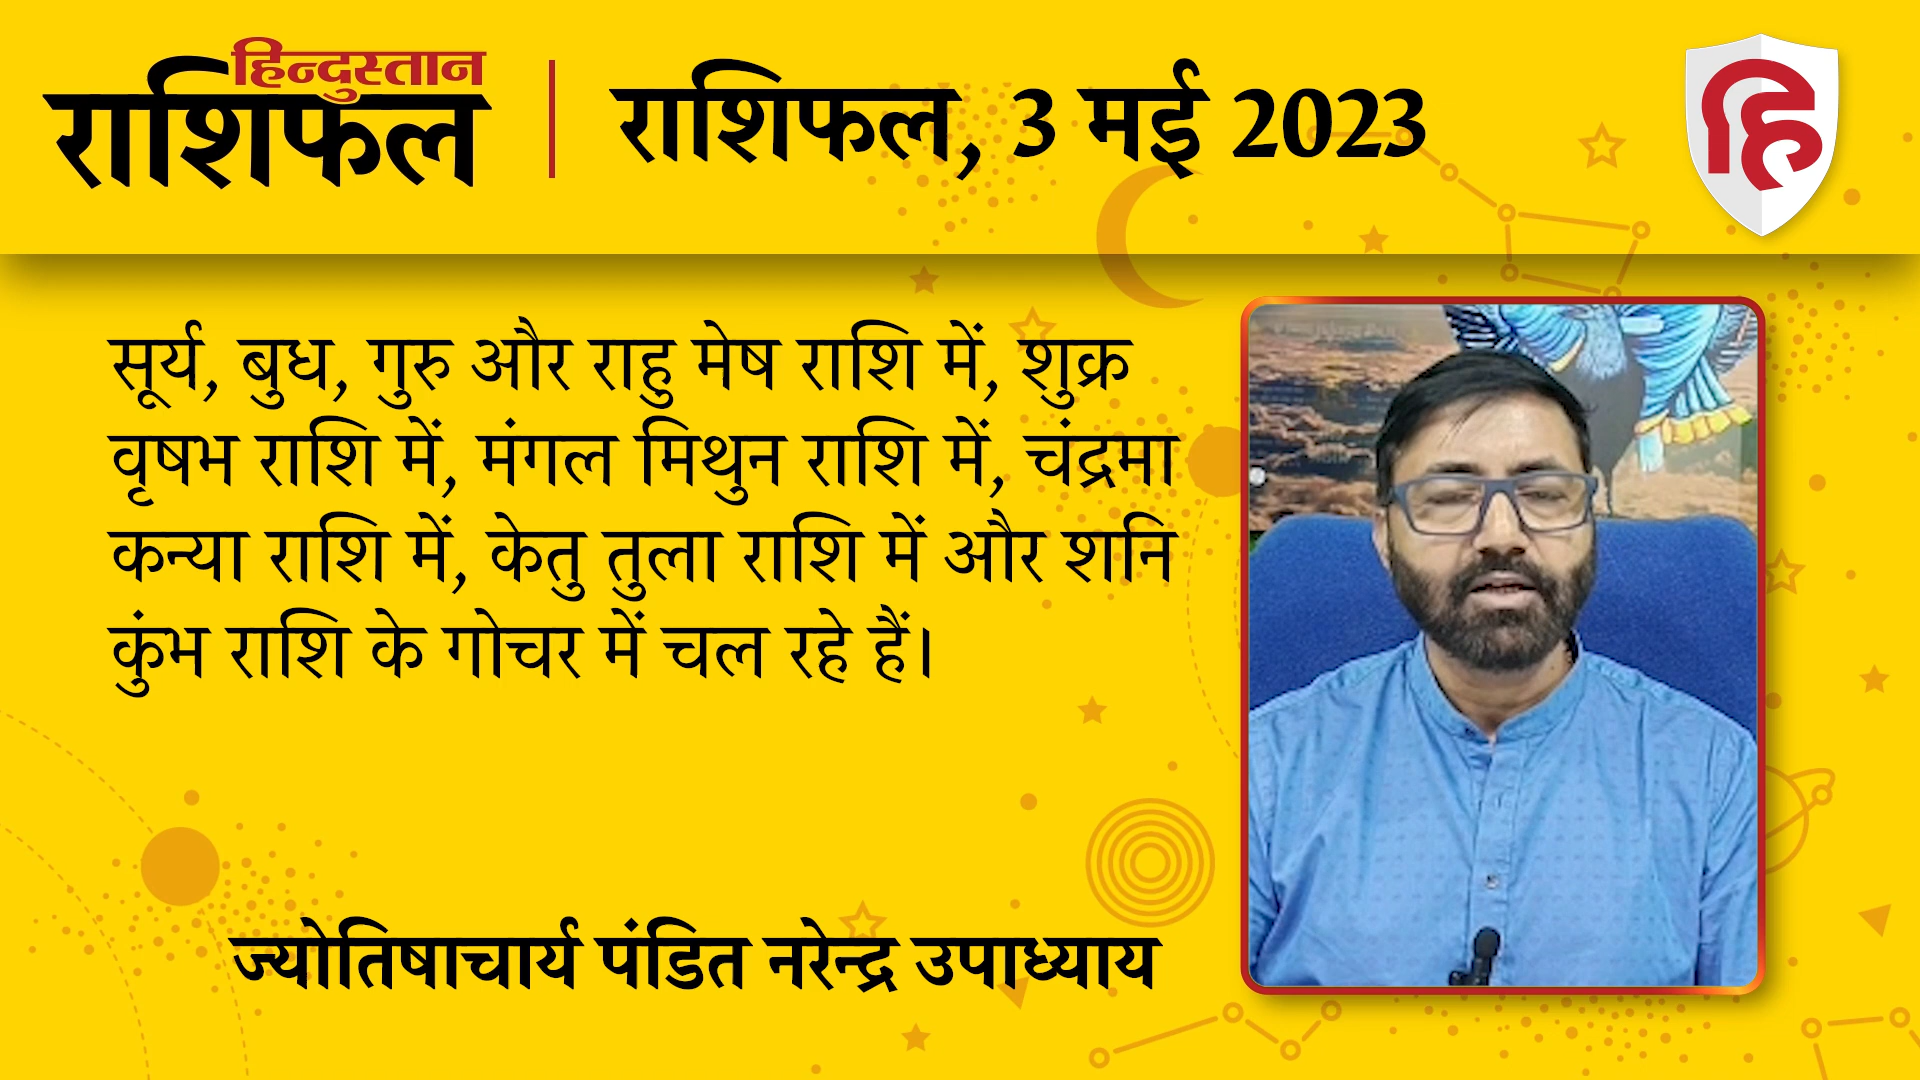 हिन्दुस्तान
राशिफल
राशिफल, 3 मई 2023
हि
सूर्य, बुध, गुरु और राहु मेष राशि में, शुक्र
वृषभ राशि में, मंगल मिथुन राशि में, चंद्रमा
कन्या राशि में, केतु तुला राशि में और शनि
कुंभ राशि के गोचर में चल रहे हैं।
ज्योतिषाचार्य पंडित नरेन्द्र उपाध्याय